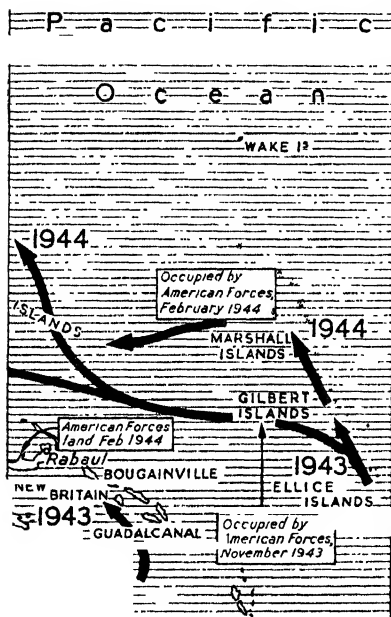 Pacific
Ocean
WAKE Iˢ
1944
ISLANDS
Occupied by
American Forces,
February 1944
MARSHALL
ISLANDS
1944
GILBERT
ISLANDS
American Forces
land Feb 1944
Rabaul
BOUGAINVILLE
NEW
BRITAIN
1943
GUADALCANAL
1943
ELLICE
ISLANDS
Occupied by
American Forces,
November 1943